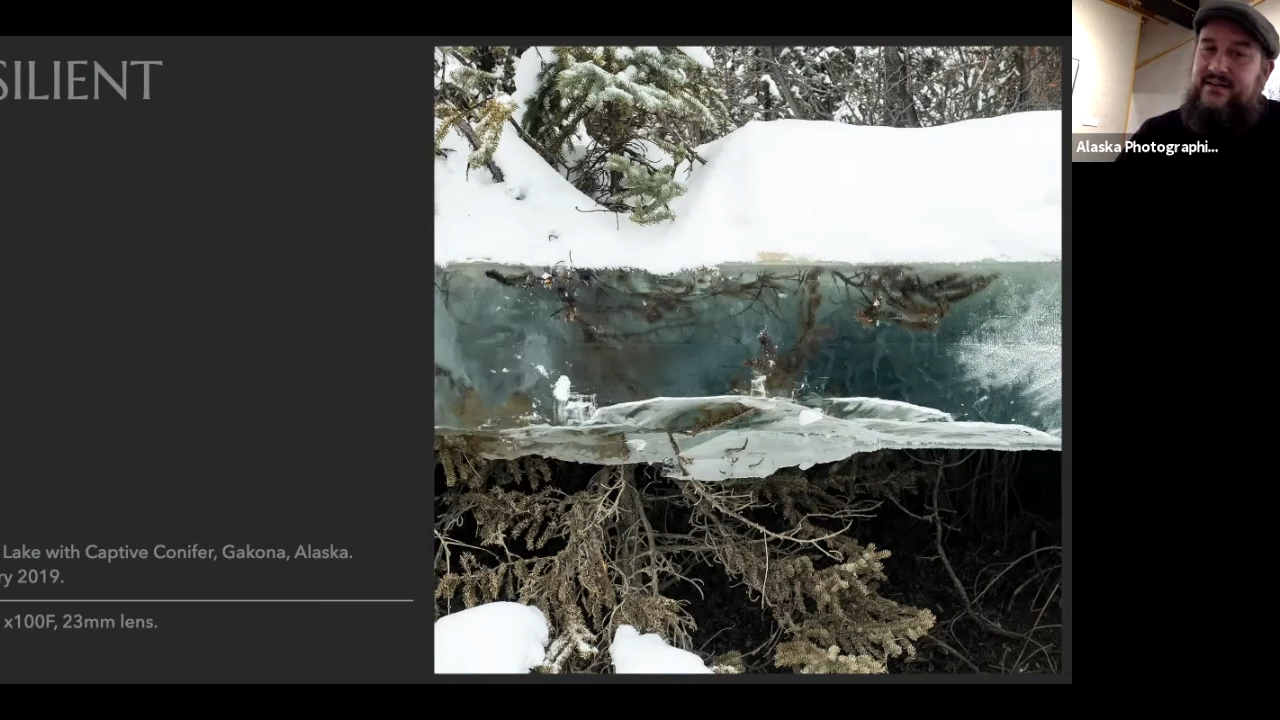 SILIENT
Lake with Captive Conifer, Gakona, Alaska.
ry 2019.
x100F, 23mm lens.
Alaska Photographi...